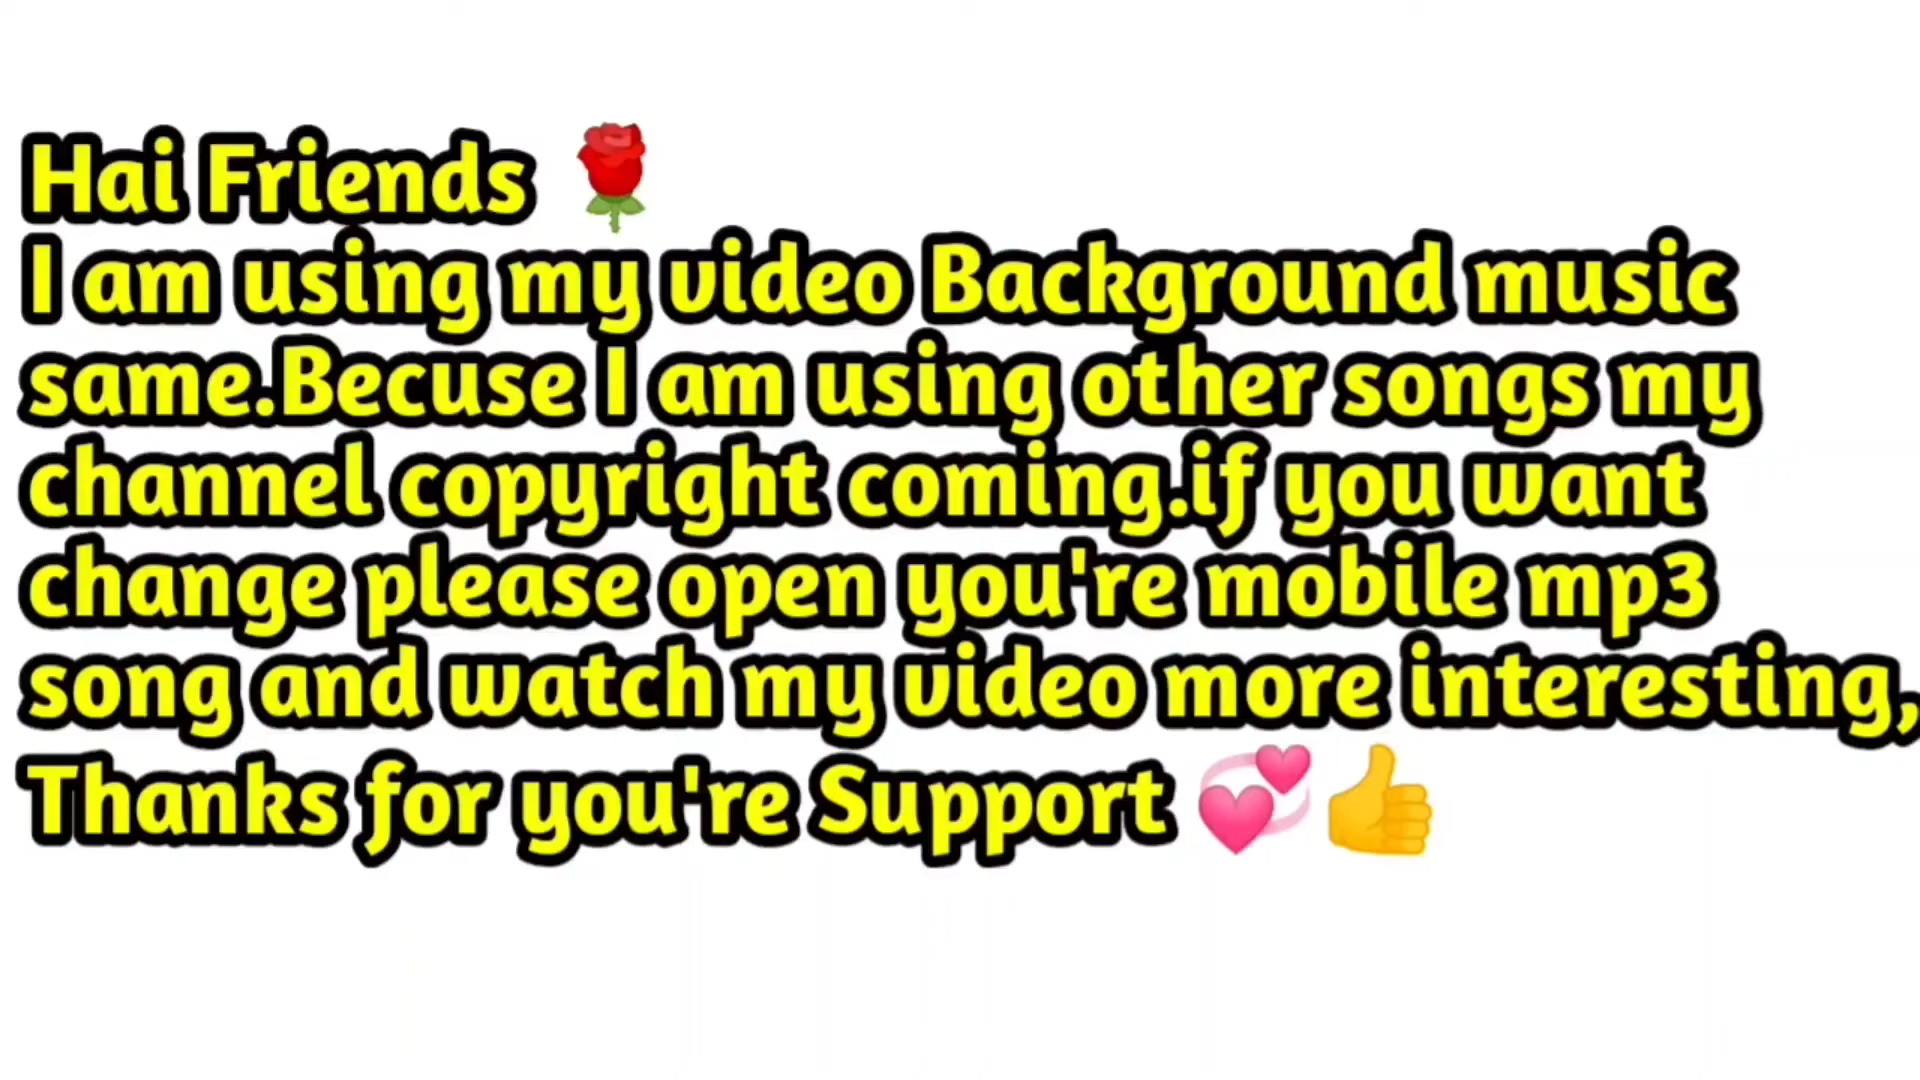 Hai Friends 🌹
I am using my video Background music
same.Becuse I am using other songs my
channel copyright coming.if you want
change please open you're mobile mp3
song and watch my video more interesting,
Thanks for you're Support 💞👍